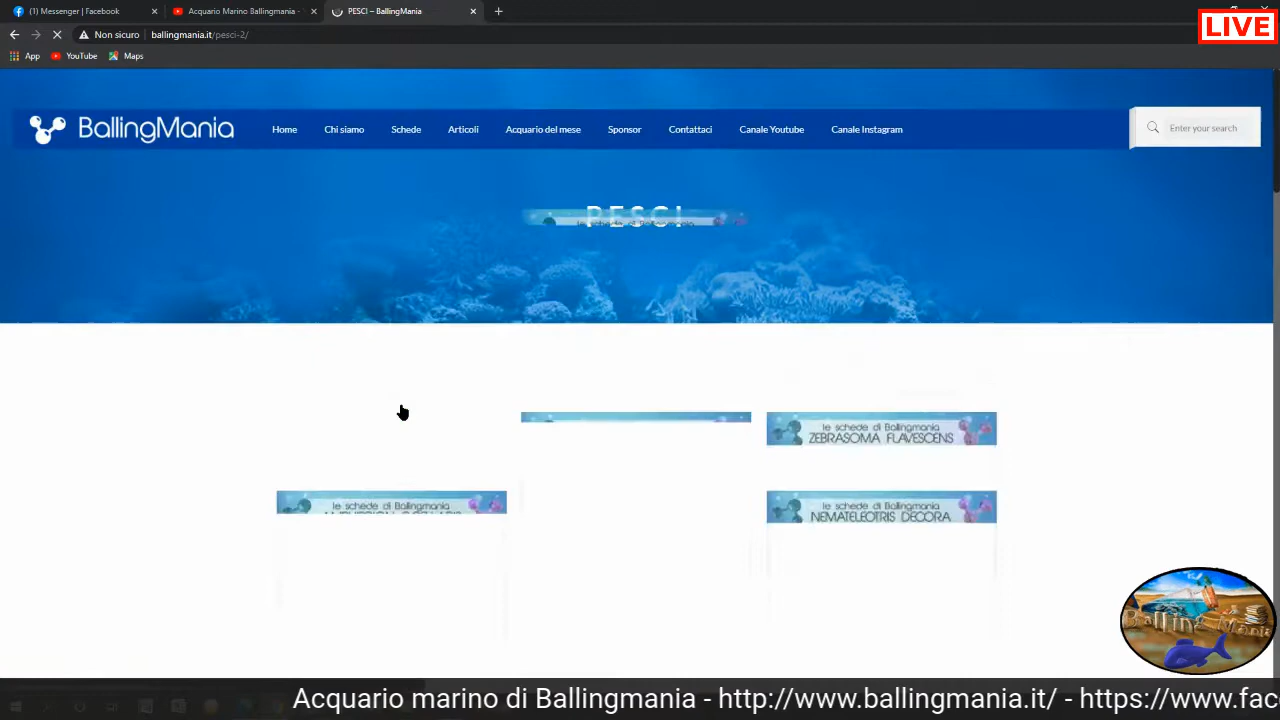 (1) Messenger | Facebook
Acquario Marino Ballingmania -
PESCI – BallingMania
LIVE
Non sicuro
ballingmania.it/pesci-2/
App
YouTube
Maps
BallingMania
Home
Chi siamo
Schede
Articoli
Acquario del mese
Sponsor
Contattaci
Canale Youtube
Canale Instagram
Enter your search
PESCI
le schede di Ballingmania
ZEBRASOMA FLAVESCENS
le schede di Ballingmania
le schede di Ballingmania
NEMATELEOTRIS DECORA
Balling Mania
Acquario marino di Ballingmania - http://www.ballingmania.it/ - https://www.fac